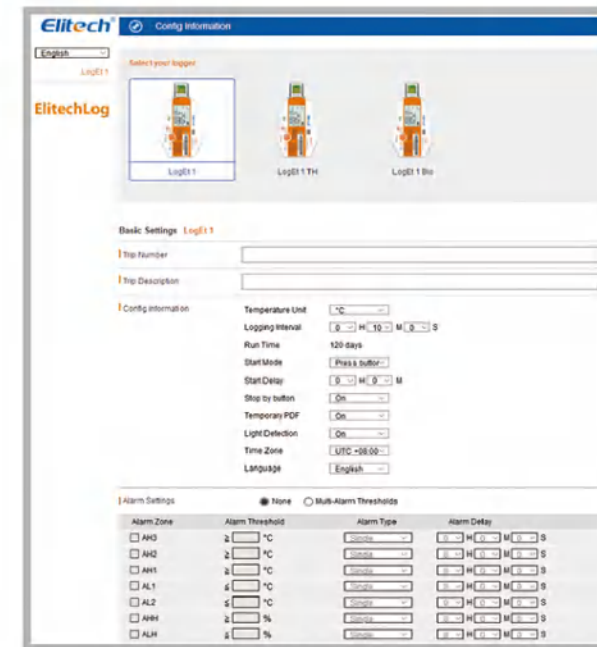 Elitech Config Information
English
LogEt 1
ElitechLog
Select your logger
LogEt 1 LogEt 1 TH LogEt 1 Bio
Basic Settings LogEt 1
Trip Number
Trip Description
Config Information
Temperature Unit °C
Logging Interval 0 H 10 M 0 S
Run Time 120 days
Start Mode Press button
Start Delay 0 H 0 M
Stop by button On
Temporary PDF On
Light Detection On
Time Zone UTC +08:00
Language English
Alarm Settings None Multi-Alarm Thresholds
Alarm Zone Alarm Threshold Alarm Type Alarm Delay
AH3 ≥ °C Single 0 H 0 M 0 S
AH2 ≥ °C Single 0 H 0 M 0 S
AH1 ≥ °C Single 0 H 0 M 0 S
AL1 ≤ °C Single 0 H 0 M 0 S
AL2 ≤ °C Single 0 H 0 M 0 S
AHH ≥ % Single 0 H 0 M 0 S
ALH ≤ % Single 0 H 0 M 0 S